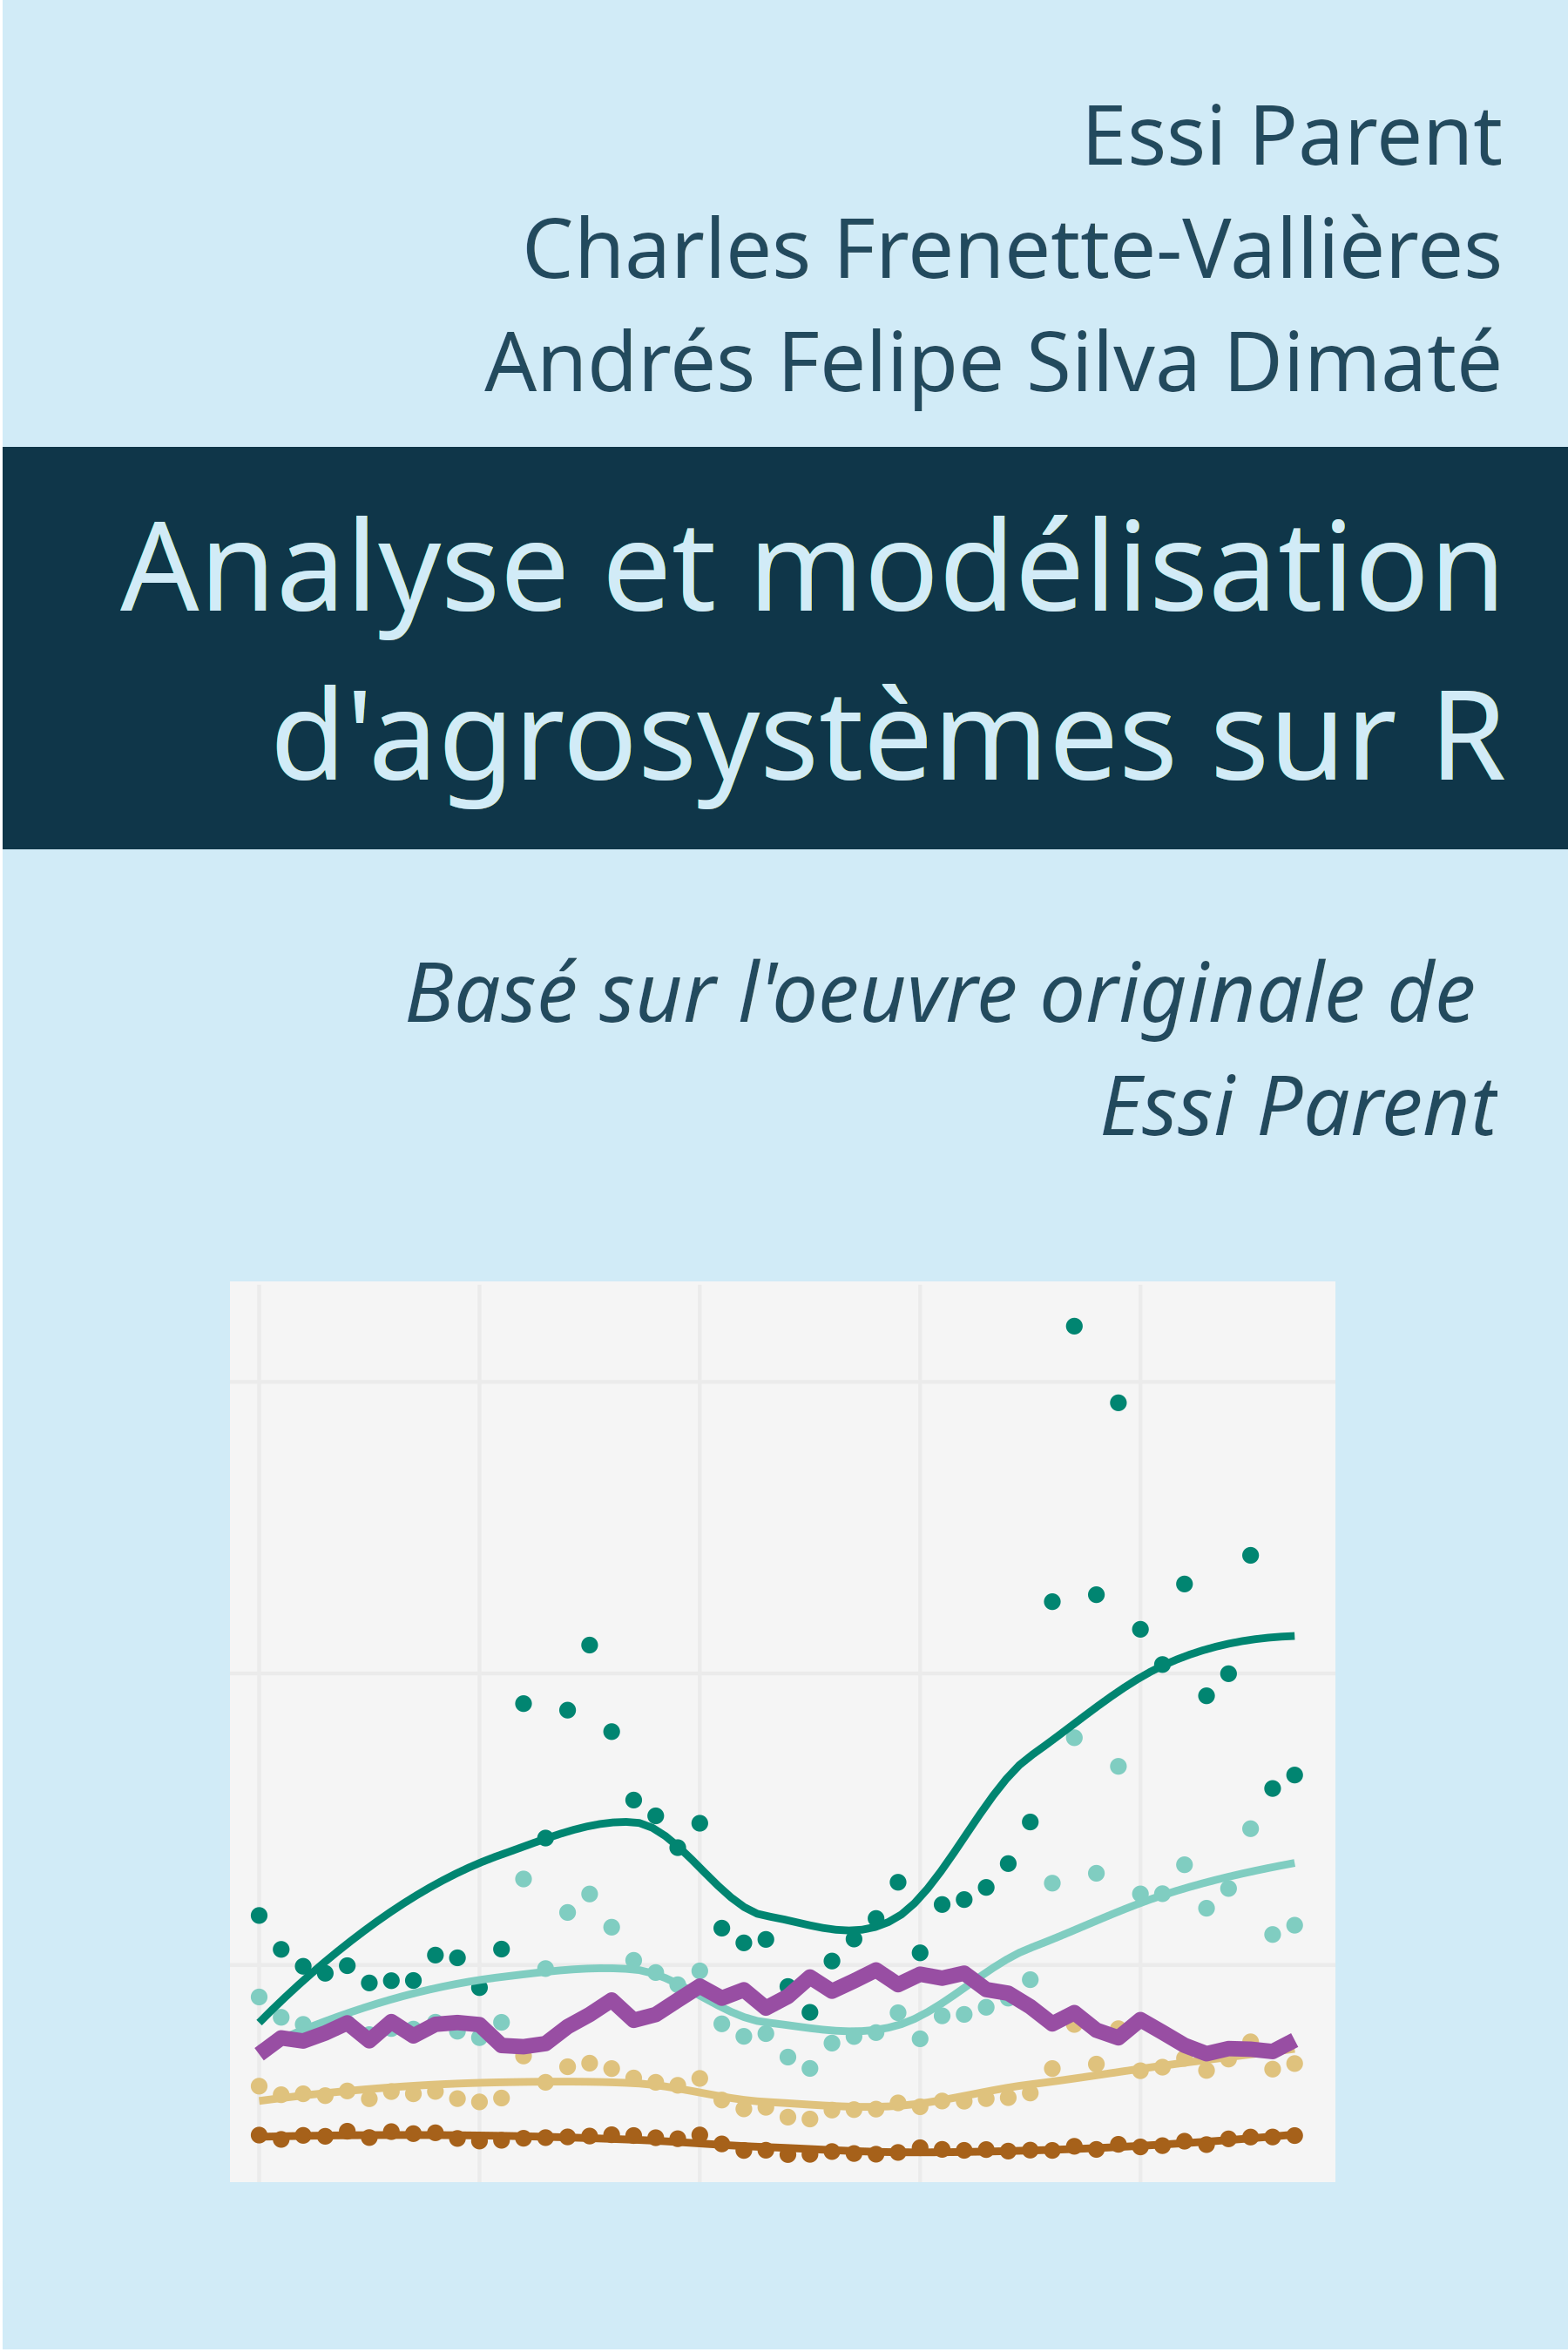 Essi Parent
Charles Frenette-Vallières
Andrés Felipe Silva Dimaté
Analyse et modélisation
d'agrosystèmes sur R
Basé sur l'oeuvre originale de
Essi Parent